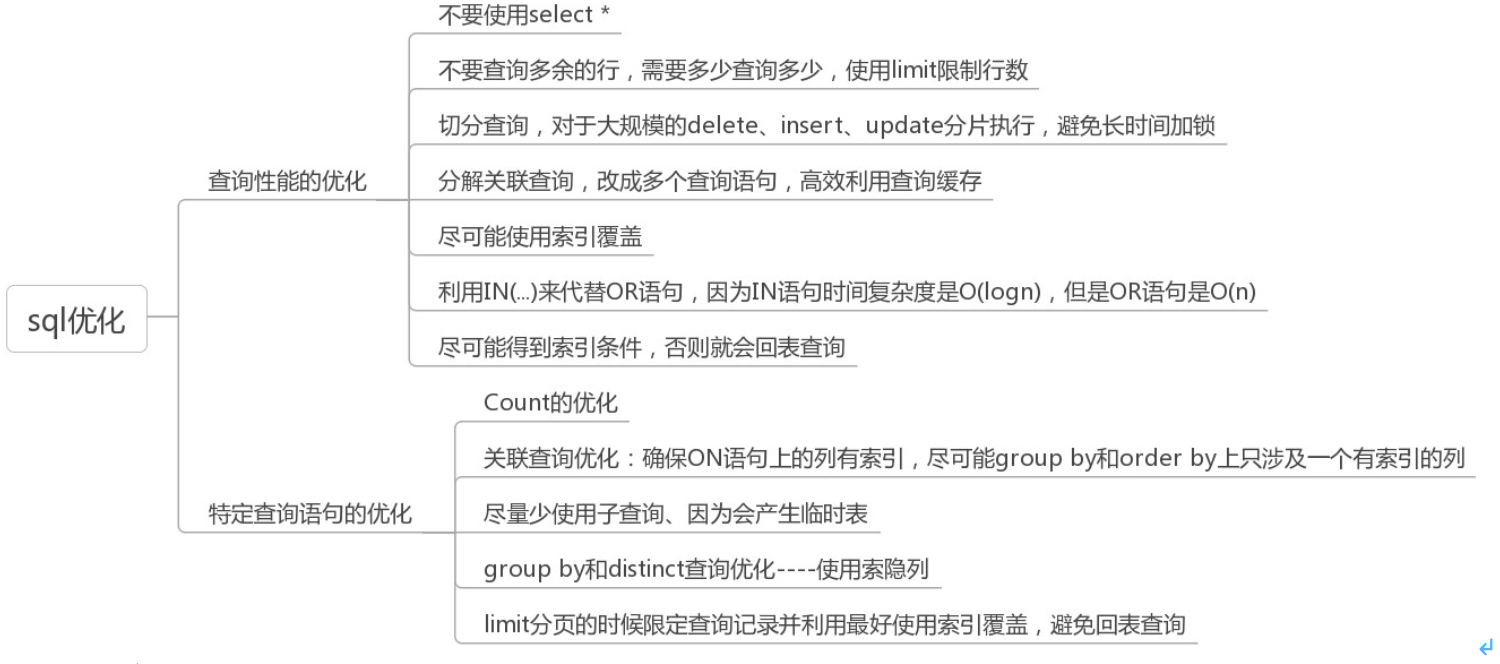 不要使用select *
不要查询多余的行，需要多少查询多少，使用limit限制行数
切分查询，对于大规模的delete、insert、update分片执行，避免长时间加锁
查询性能的优化
分解关联查询，改成多个查询语句，高效利用查询缓存
尽可能使用索引覆盖
利用IN(...)来代替OR语句，因为IN语句时间复杂度是O(logn)，但是OR语句是O(n)
尽可能得到索引条件，否则就会回表查询
sql优化
Count的优化
关联查询优化：确保ON语句上的列有索引，尽可能group by和order by上只涉及一个有索引的列
特定查询语句的优化
尽量少使用子查询、因为会产生临时表
group by和distinct查询优化----使用索隐列
limit分页的时候限定查询记录并利用最好使用索引覆盖，避免回表查询